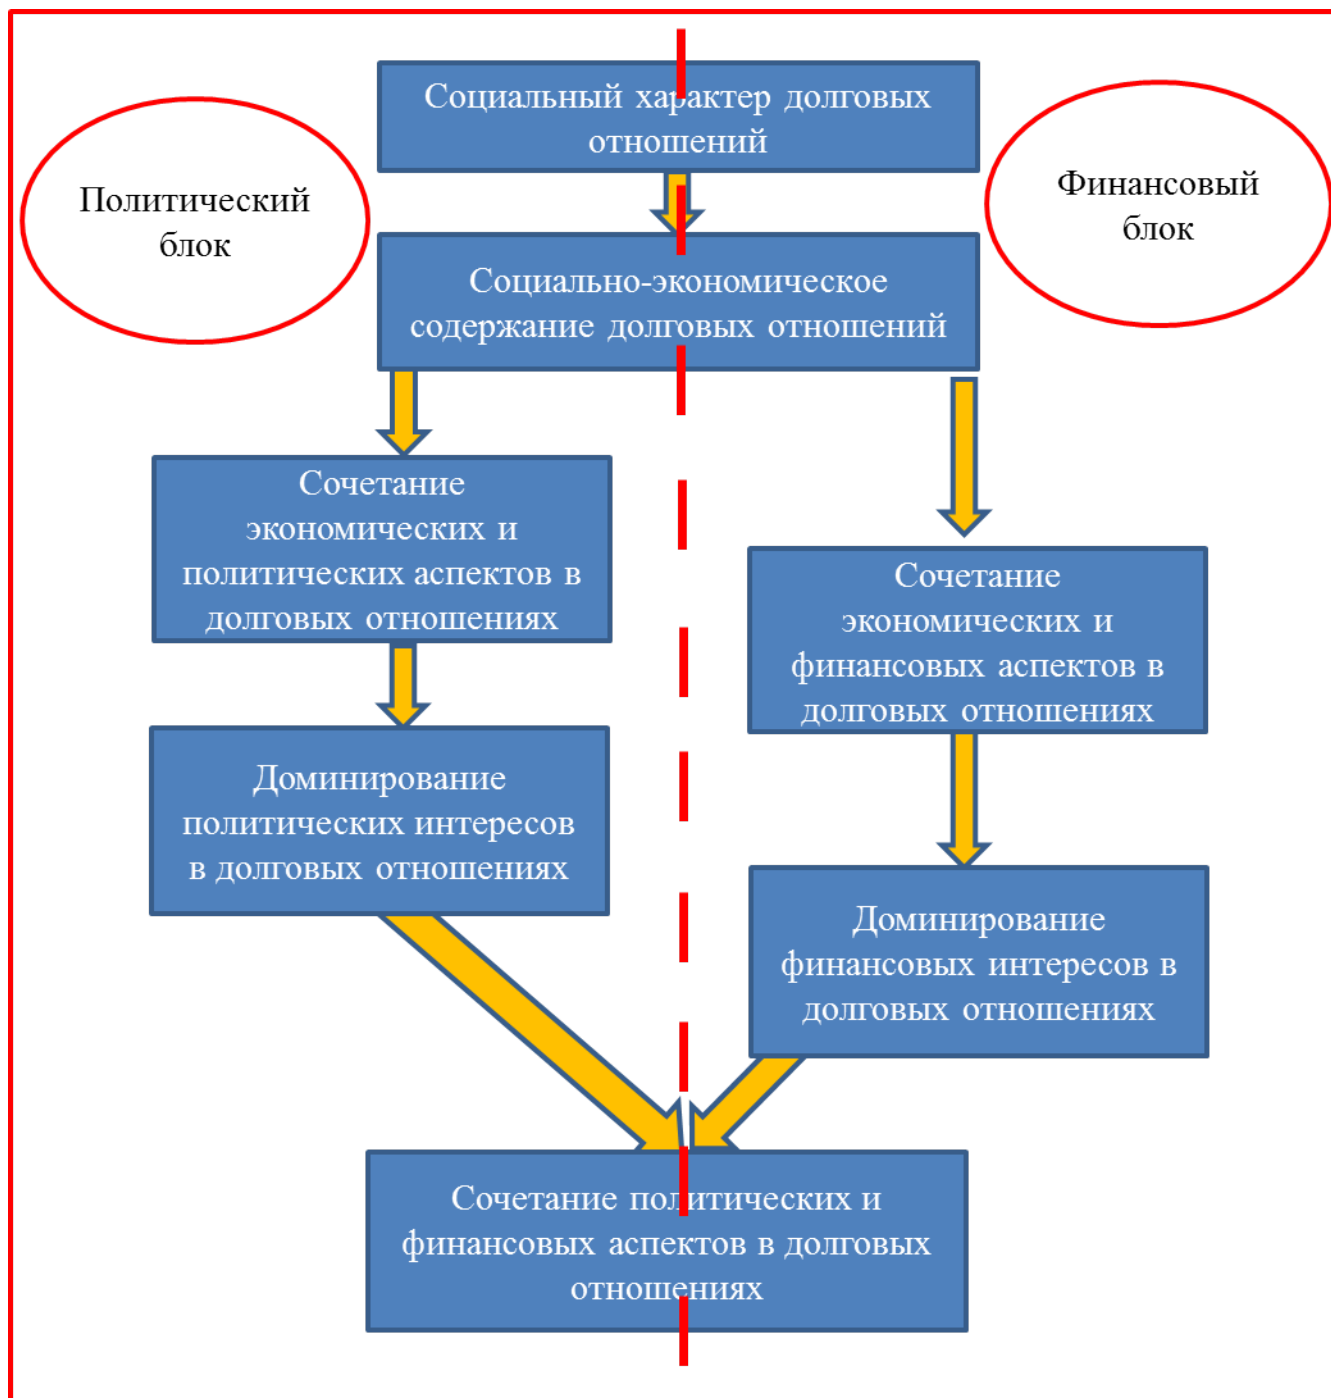 Социальный характер долговых
отношений
Политический
блок
Финансовый
блок
Социально-экономическое
содержание долговых отношений
Сочетание
экономических и
политических аспектов в
долговых отношениях
Сочетание
экономических и
финансовых аспектов в
долговых отношениях
Доминирование
политических интересов
в долговых отношениях
Доминирование
финансовых интересов в
долговых отношениях
Сочетание политических и
финансовых аспектов в долговых
отношениях